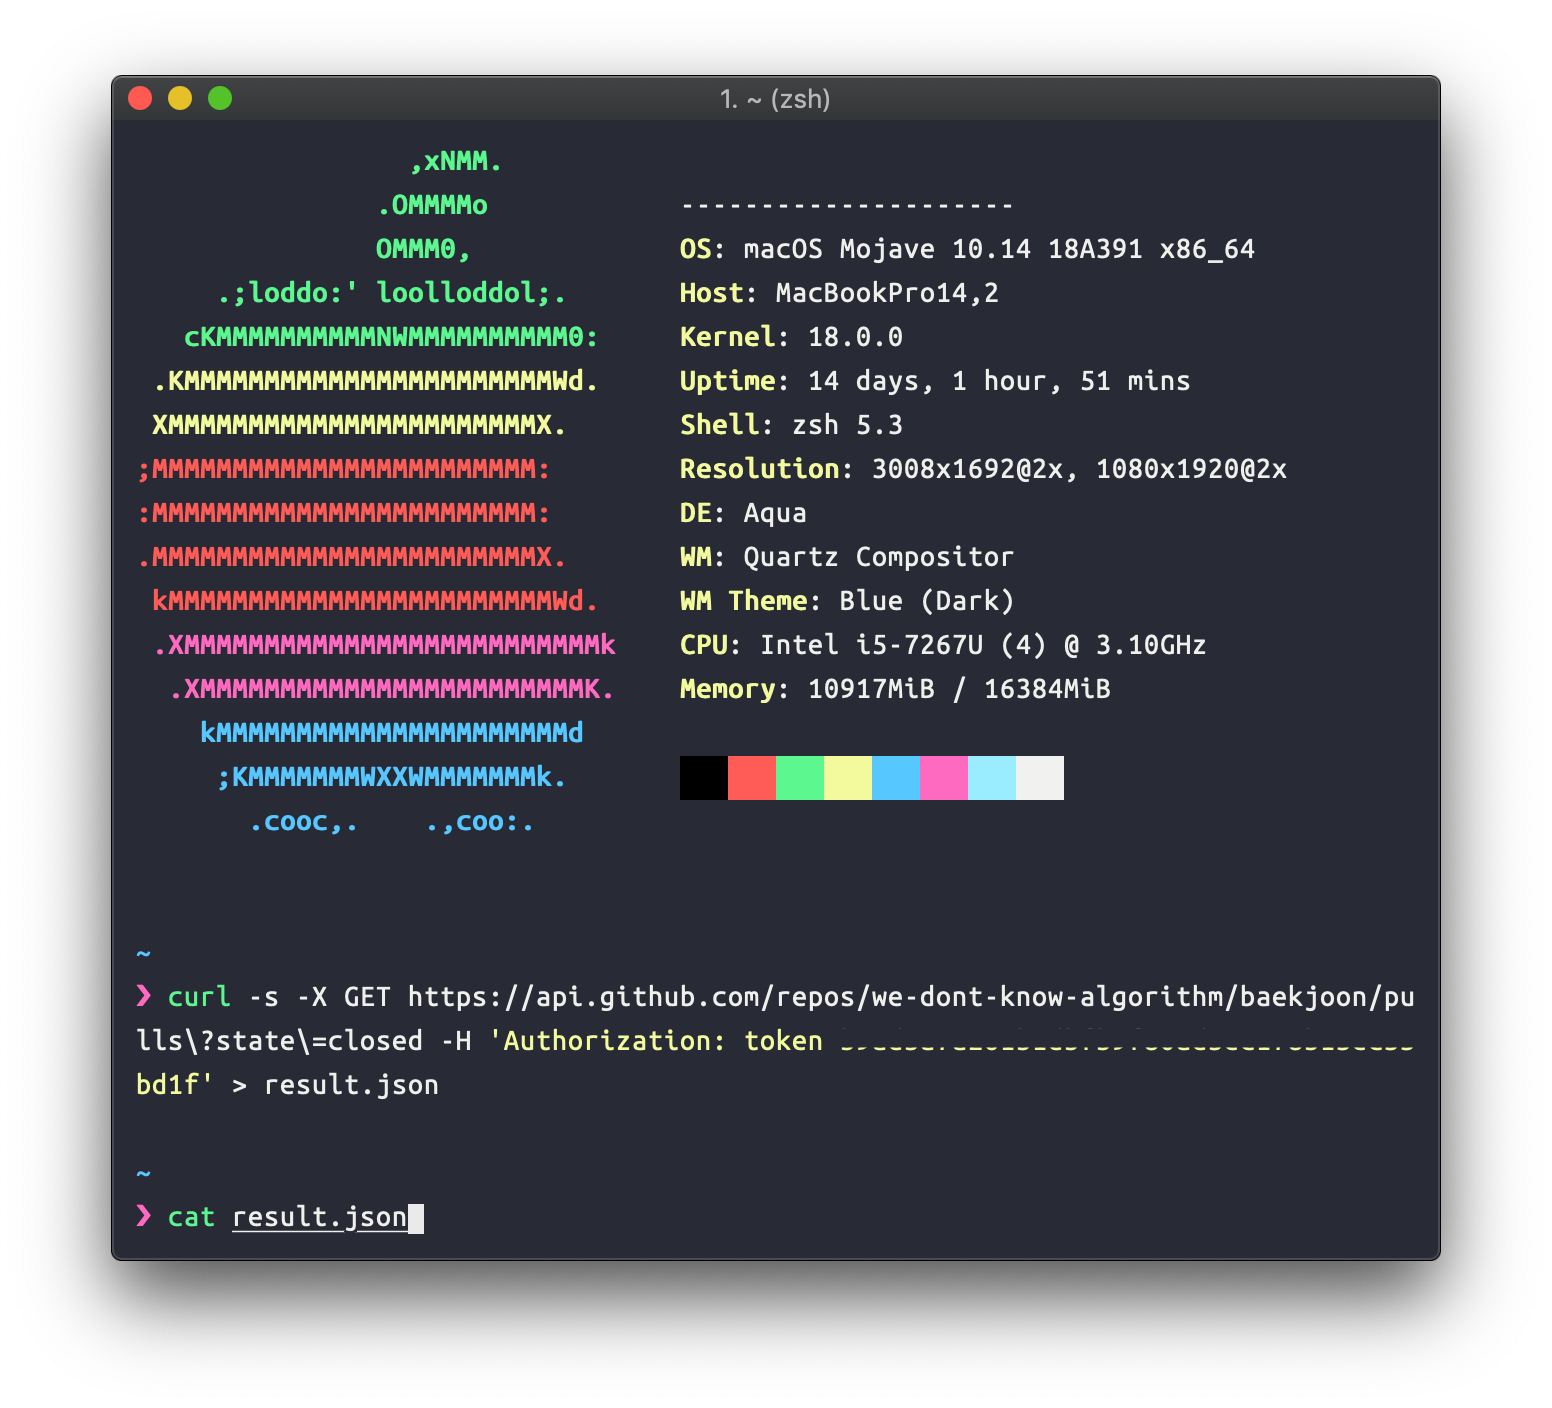 ,xNMM.
.OMMMMo ---------------------
OMMM0, OS: macOS Mojave 10.14 18A391 x86_64
.;loddo:' loolloddol;. Host: MacBookPro14,2
cKMMMMMMMMMMNWMMMMMMMMMM0: Kernel: 18.0.0
.KMMMMMMMMMMMMMMMMMMMMMMMWd. Uptime: 14 days, 1 hour, 51 mins
XMMMMMMMMMMMMMMMMMMMMMMMX. Shell: zsh 5.3
;MMMMMMMMMMMMMMMMMMMMMMMM: Resolution: 3008x1692@2x, 1080x1920@2x
:MMMMMMMMMMMMMMMMMMMMMMMM: DE: Aqua
.MMMMMMMMMMMMMMMMMMMMMMMMX. WM: Quartz Compositor
kMMMMMMMMMMMMMMMMMMMMMMMMWd. WM Theme: Blue (Dark)
.XMMMMMMMMMMMMMMMMMMMMMMMMMMk CPU: Intel i5-7267U (4) @ 3.10GHz
.XMMMMMMMMMMMMMMMMMMMMMMMMK. Memory: 10917MiB / 16384MiB
kMMMMMMMMMMMMMMMMMMMMMMd
;KMMMMMMMWXXWMMMMMMMk.
.cooc,. .,coo:.
~
❯ curl -s -X GET https://api.github.com/repos/we-dont-know-algorithm/baekjoon/pu
lls\?state\=closed -H 'Authorization: token
bd1f' > result.json
~
❯ cat result.json
1. ~ (zsh)